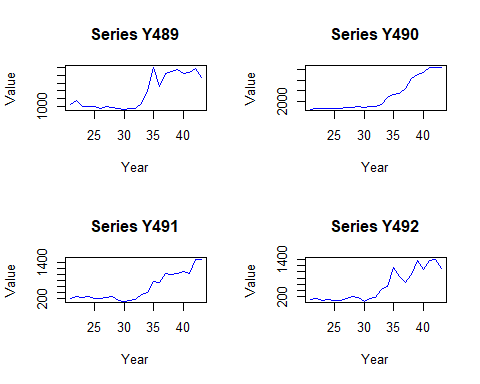 Series Y489
Value
1000
25 30 35 40
Year
Series Y490
Value
2000
25 30 35 40
Year
Series Y491
Value
200 1400
25 30 35 40
Year
Series Y492
Value
200 1400
25 30 35 40
Year